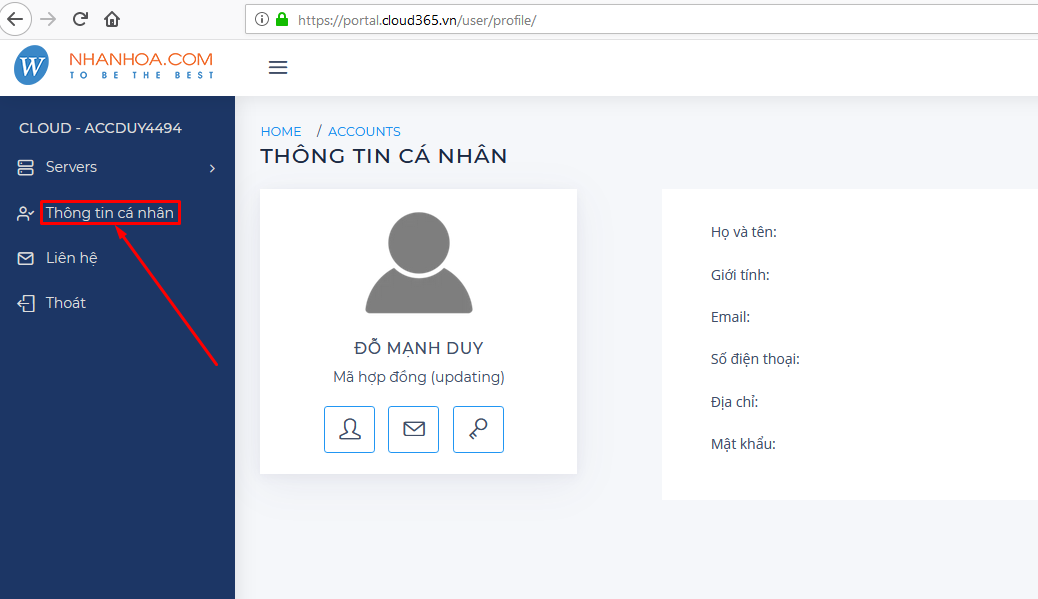 https://portal.cloud365.vn/user/profile/
W
NHANHOA.COM
TO BE THE BEST
CLOUD - ACCDUY4494
Servers
Thông tin cá nhân
Liên hệ
Thoát
HOME / ACCOUNTS
THÔNG TIN CÁ NHÂN
ĐỖ MẠNH DUY
Mã hợp đồng (updating)
Họ và tên:
Giới tính:
Email:
Số điện thoại:
Địa chỉ:
Mật khẩu: